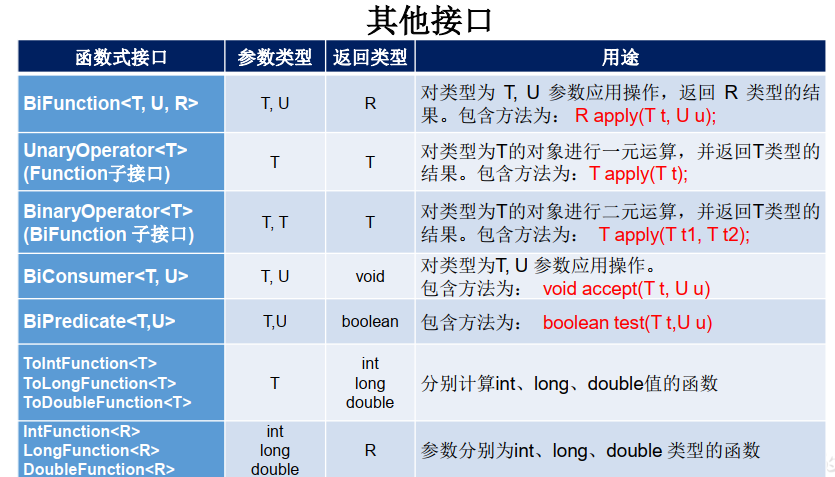 其他接口
函数式接口 参数类型 返回类型 用途
BiFunction<T, U, R> T, U R 对类型为 T, U 参数应用操作，返回 R 类型的结
果。包含方法为： R apply(T t, U u);
UnaryOperator<T>
(Function子接口) T T 对类型为T的对象进行一元运算，并返回T类型的
结果。包含方法为：T apply(T t);
BinaryOperator<T>
(BiFunction 子接口) T, T T 对类型为T的对象进行二元运算，并返回T类型的
结果。包含方法为： T apply(T t1, T t2);
BiConsumer<T, U> T, U void 对类型为T, U 参数应用操作。
包含方法为： void accept(T t, U u)
BiPredicate<T,U> T,U boolean 包含方法为： boolean test(T t,U u)
ToIntFunction<T>
ToLongFunction<T>
ToDoubleFunction<T>
T
int
long
double
分别计算int、long、double值的函数
IntFunction<R>
LongFunction<R>
DoubleFunction<R>
int
long
double
R
参数分别为int、long、double 类型的函数